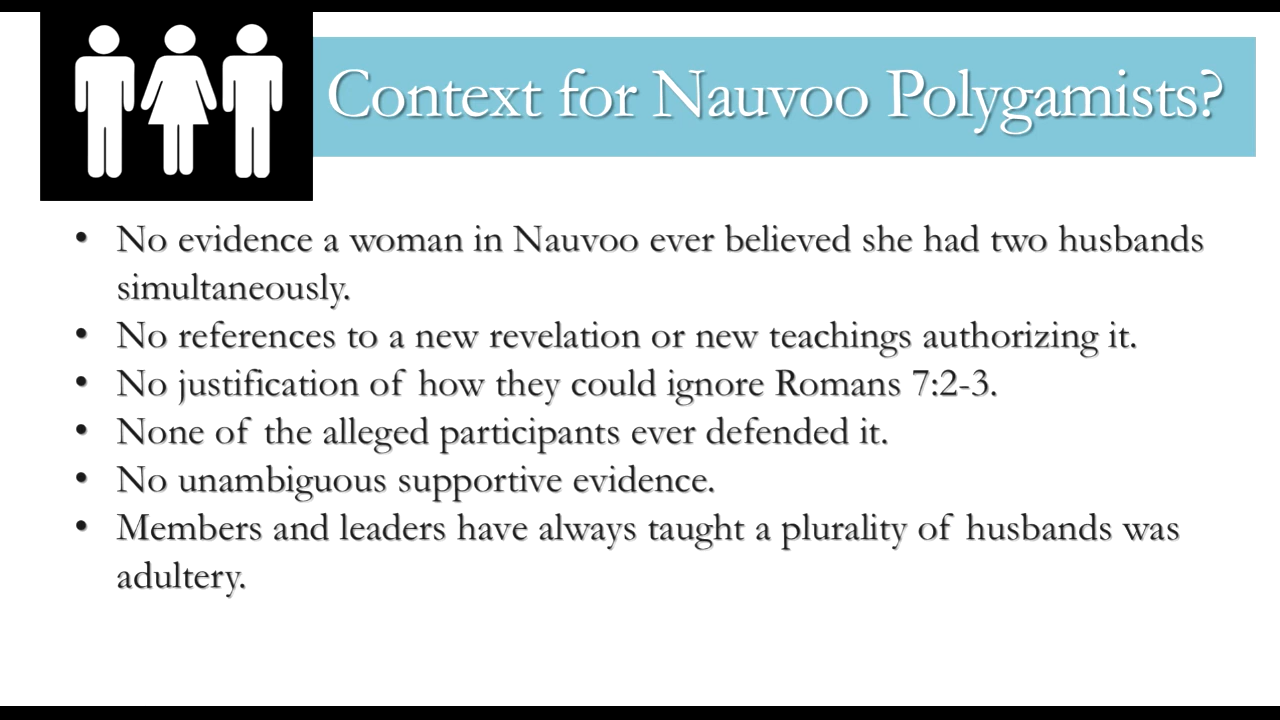 Context for Nauvoo Polygamists?
• No evidence a woman in Nauvoo ever believed she had two husbands
simultaneously.
• No references to a new revelation or new teachings authorizing it.
• No justification of how they could ignore Romans 7:2-3.
• None of the alleged participants ever defended it.
• No unambiguous supportive evidence.
• Members and leaders have always taught a plurality of husbands was
adultery.